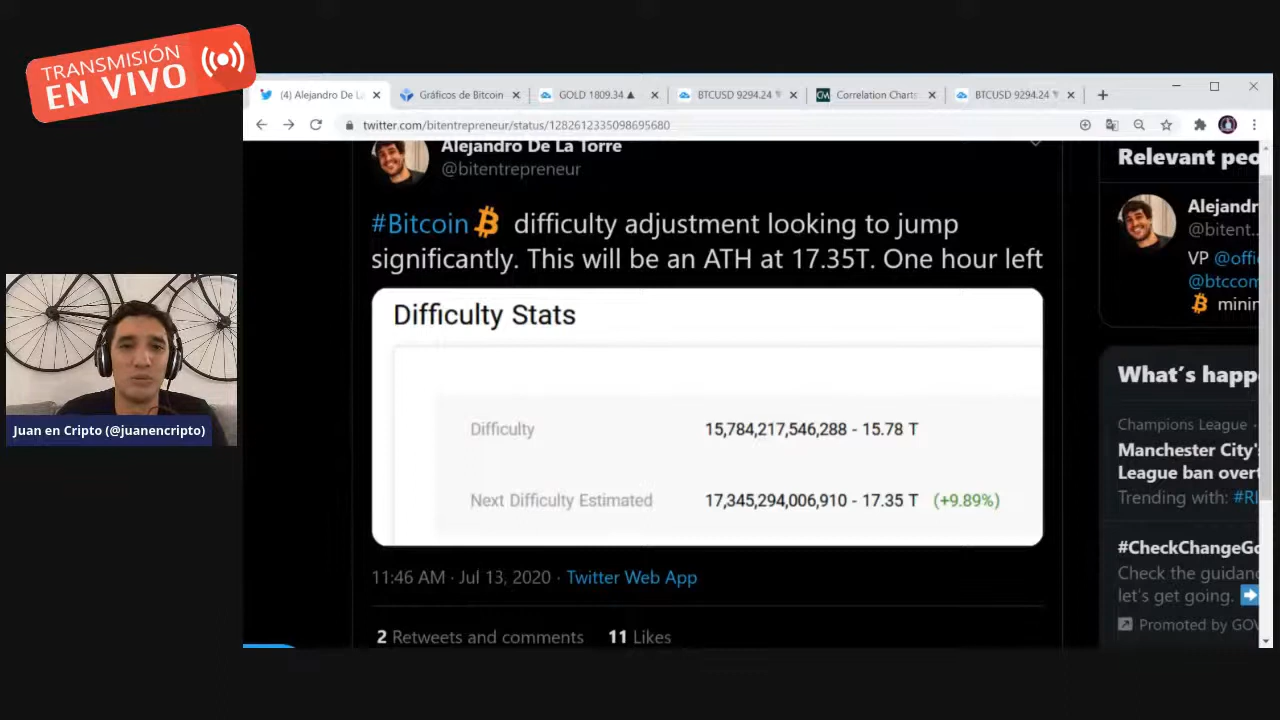 TRANSMISIÓN
EN VIVO
(4) Alejandro De La
Gráficos de Bitcoin
GOLD 1809.34 ▲
BTCUSD 9294.24 ▼
Correlation Charts
BTCUSD 9294.24 ▼
twitter.com/bitentrepreneur/status/1282612335098695680
Alejandro De La Torre
@bitentrepreneur
#Bitcoin difficulty adjustment looking to jump
significantly. This will be an ATH at 17.35T. One hour left
Difficulty Stats
Difficulty 15,784,217,546,288 - 15.78 T
Next Difficulty Estimated 17,345,294,006,910 - 17.35 T (+9.89%)
11:46 AM · Jul 13, 2020 · Twitter Web App
2 Retweets and comments 11 Likes
Relevant peo
Alejandr
@bitent..
VP @offic
@btccom
minin
What's happ
Champions League ·
Manchester City's
League ban overt
Trending with: #RI
#CheckChangeGo
Check the guidanc
let's get going.
Promoted by GOV
Juan en Cripto (@juanencripto)